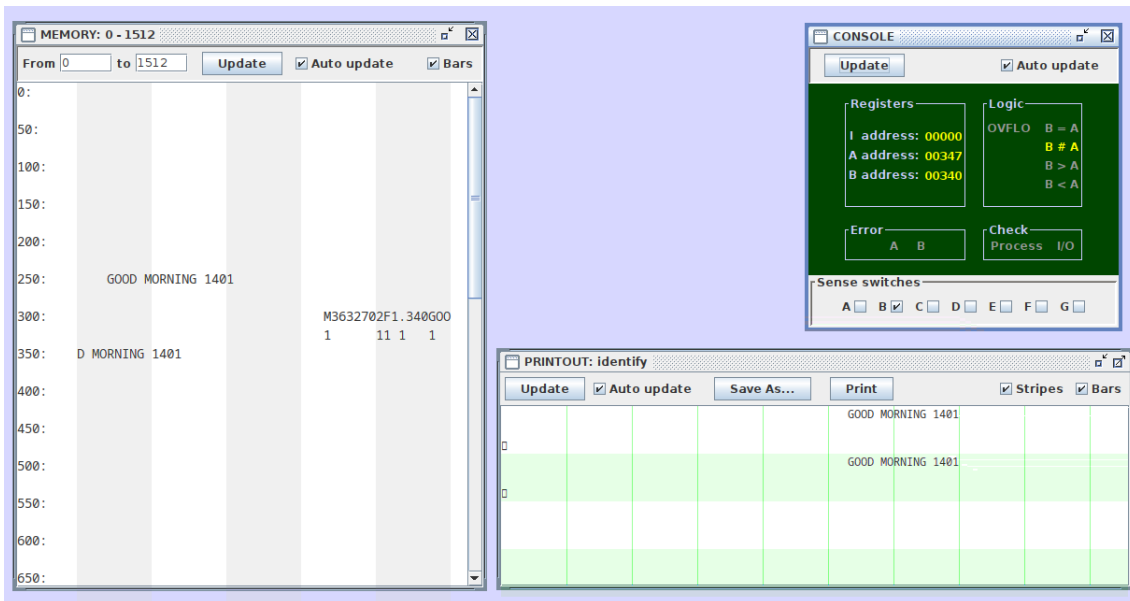 MEMORY: 0 - 1512
From 0 to 1512 Update Auto update Bars
0:
50:
100:
150:
200:
250: GOOD MORNING 1401
300: M3632702F1.340GOO
1 11 1 1
350: D MORNING 1401
400:
450:
500:
550:
600:
650:
CONSOLE
Update Auto update
Registers
I address: 00000
A address: 00347
B address: 00340
Logic
OVFLO B = A
B # A
B > A
B < A
Error
A B
Check
Process I/O
Sense switches
A B C D E F G
PRINTOUT: identify
Update Auto update Save As... Print Stripes Bars
GOOD MORNING 1401
GOOD MORNING 1401